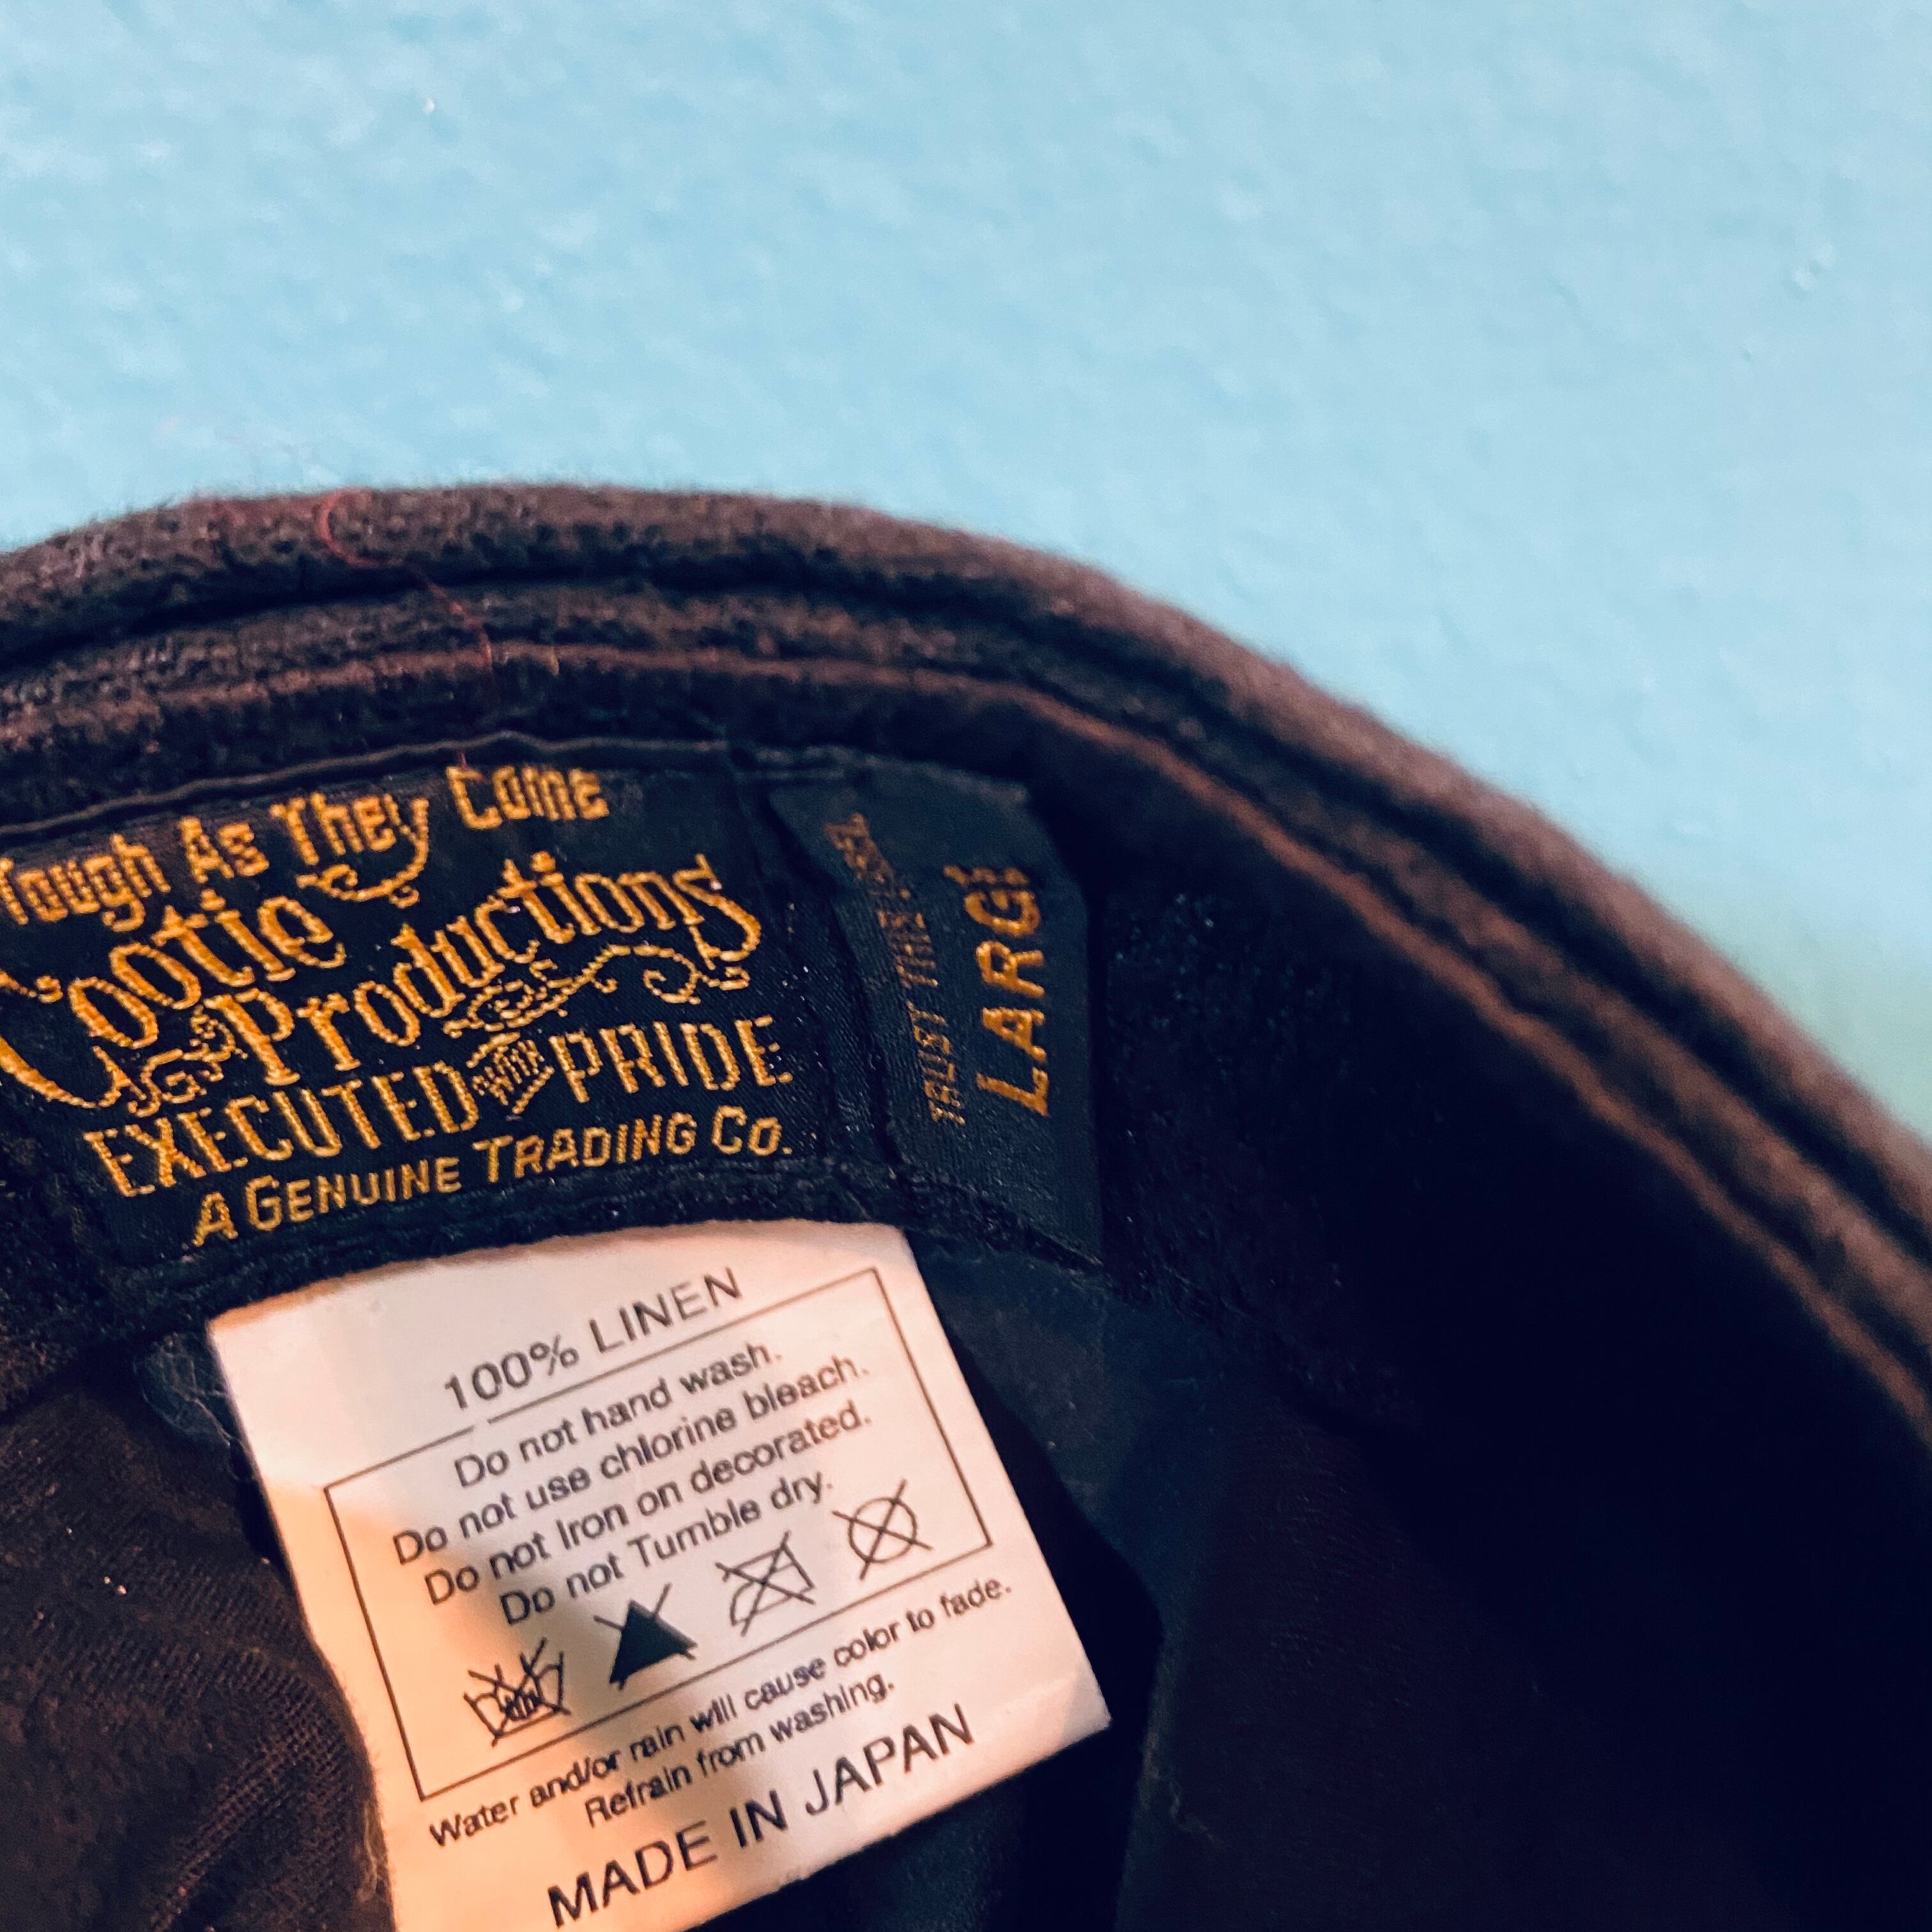 Tough As They Come
Cootie
Productions
EXECUTED WITH PRIDE
A GENUINE TRADING CO.
TRUST THIS
LARGE
100% LINEN
Do not hand wash.
Do not use chlorine bleach.
Do not Iron on decorated.
Do not Tumble dry.
Water and/or rain will cause color to fade.
Refrain from washing.
MADE IN JAPAN